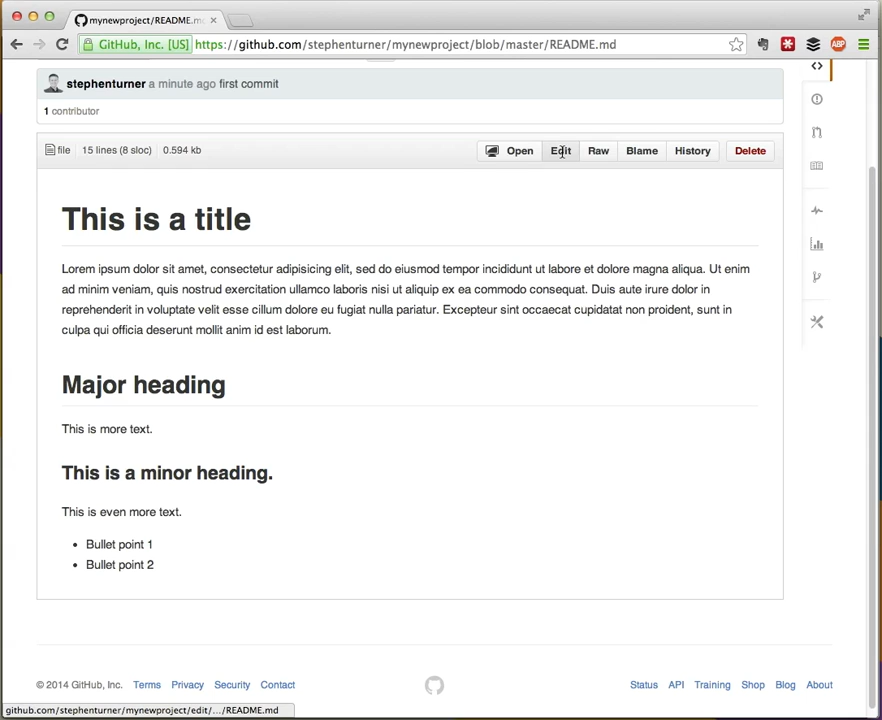 mynewproject/README.m
GitHub, Inc. [US] https://github.com/stephenturner/mynewproject/blob/master/README.md
ABP
stephenturner a minute ago first commit
1 contributor
file 15 lines (8 sloc) 0.594 kb Open Edit Raw Blame History Delete
This is a title
Lorem ipsum dolor sit amet, consectetur adipisicing elit, sed do eiusmod tempor incididunt ut labore et dolore magna aliqua. Ut enim
ad minim veniam, quis nostrud exercitation ullamco laboris nisi ut aliquip ex ea commodo consequat. Duis aute irure dolor in
reprehenderit in voluptate velit esse cillum dolore eu fugiat nulla pariatur. Excepteur sint occaecat cupidatat non proident, sunt in
culpa qui officia deserunt mollit anim id est laborum.
Major heading
This is more text.
This is a minor heading.
This is even more text.
• Bullet point 1
• Bullet point 2
© 2014 GitHub, Inc. Terms Privacy Security Contact Status API Training Shop Blog About
github.com/stephenturner/mynewproject/edit/.../README.md